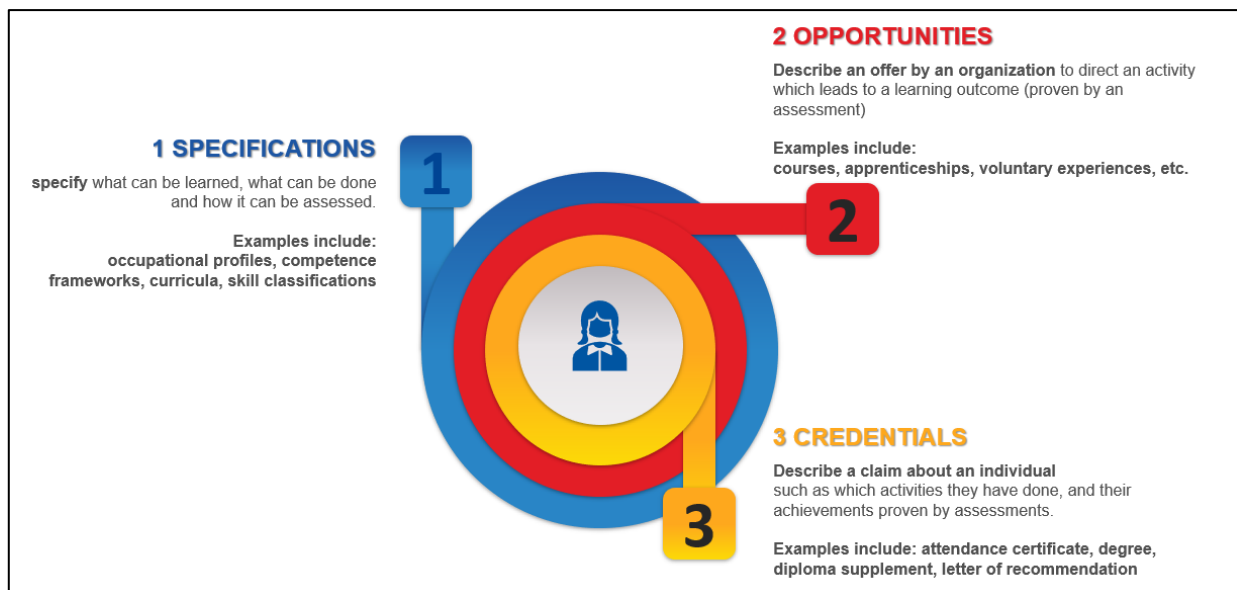 1 SPECIFICATIONS
specify what can be learned, what can be done
and how it can be assessed.
Examples include:
occupational profiles, competence
frameworks, curricula, skill classifications
1
2 OPPORTUNITIES
Describe an offer by an organization to direct an activity
which leads to a learning outcome (proven by an
assessment)
Examples include:
courses, apprenticeships, voluntary experiences, etc.
2
3 CREDENTIALS
Describe a claim about an individual
such as which activities they have done, and their
achievements proven by assessments.
Examples include: attendance certificate, degree,
diploma supplement, letter of recommendation
3